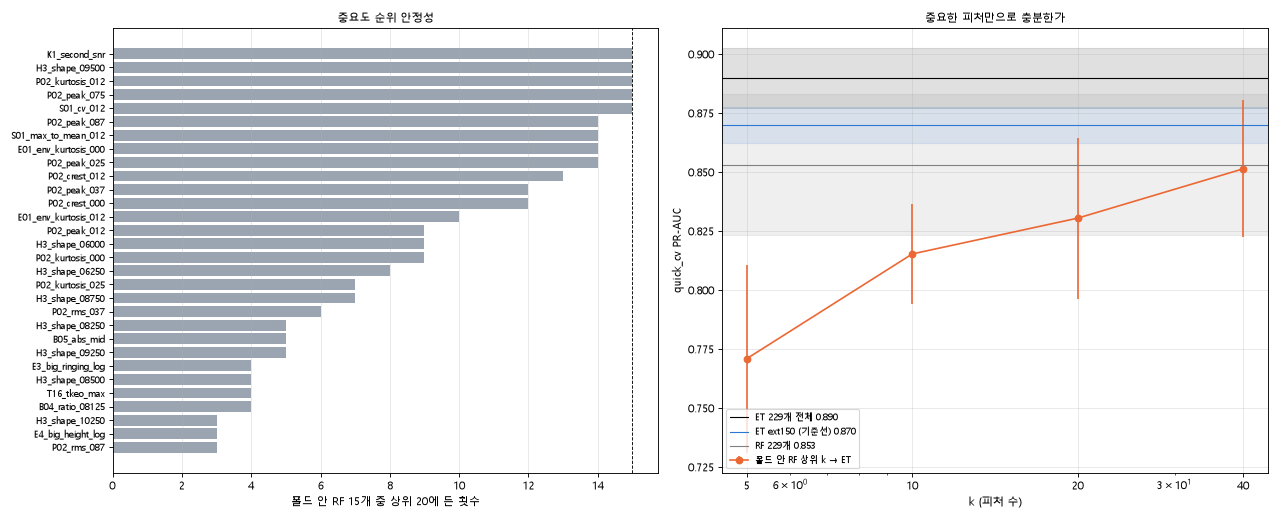 중요도 순위 안정성
K1_second_snr
H3_shape_09500
P02_kurtosis_012
P02_peak_075
S01_cv_012
P02_peak_087
S01_max_to_mean_012
E01_env_kurtosis_000
P02_peak_025
P02_crest_012
P02_peak_037
P02_crest_000
E01_env_kurtosis_012
P02_peak_012
H3_shape_06000
P02_kurtosis_000
H3_shape_06250
P02_kurtosis_025
H3_shape_08750
P02_rms_037
H3_shape_08250
B05_abs_mid
H3_shape_09250
E3_big_ringing_log
H3_shape_08500
T16_tkeo_max
B04_ratio_08125
H3_shape_10250
E4_big_height_log
P02_rms_087
0 2 4 6 8 10 12 14
폴드 안 RF 15개 중 상위 20에 든 횟수
중요한 피처만으로 충분한가
quick_cv PR-AUC
0.900
0.875
0.850
0.825
0.800
0.775
0.750
0.725
ET 229개 전체 0.890
ET ext150 (기준선) 0.870
RF 229개 0.853
폴드 안 RF 상위 k → ET
5 6 × 10⁰ 10 20 3 × 10¹ 40
k (피처 수)